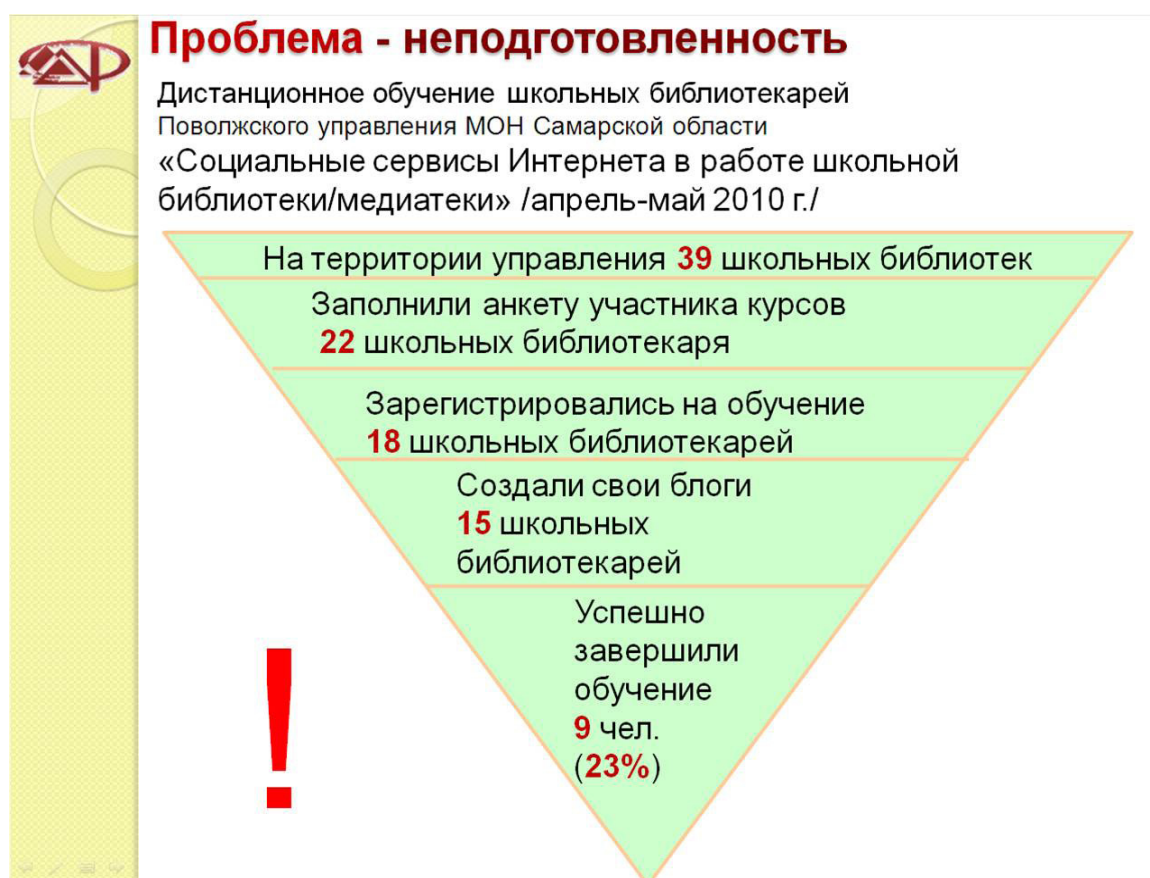 Проблема - неподготовленность
Дистанционное обучение школьных библиотекарей
Поволжского управления МОН Самарской области
«Социальные сервисы Интернета в работе школьной
библиотеки/медиатеки» /апрель-май 2010 г./
На территории управления 39 школьных библиотек
Заполнили анкету участника курсов
22 школьных библиотекаря
Зарегистрировались на обучение
18 школьных библиотекарей
Создали свои блоги
15 школьных
библиотекарей
Успешно
завершили
обучение
9 чел.
(23%)
!